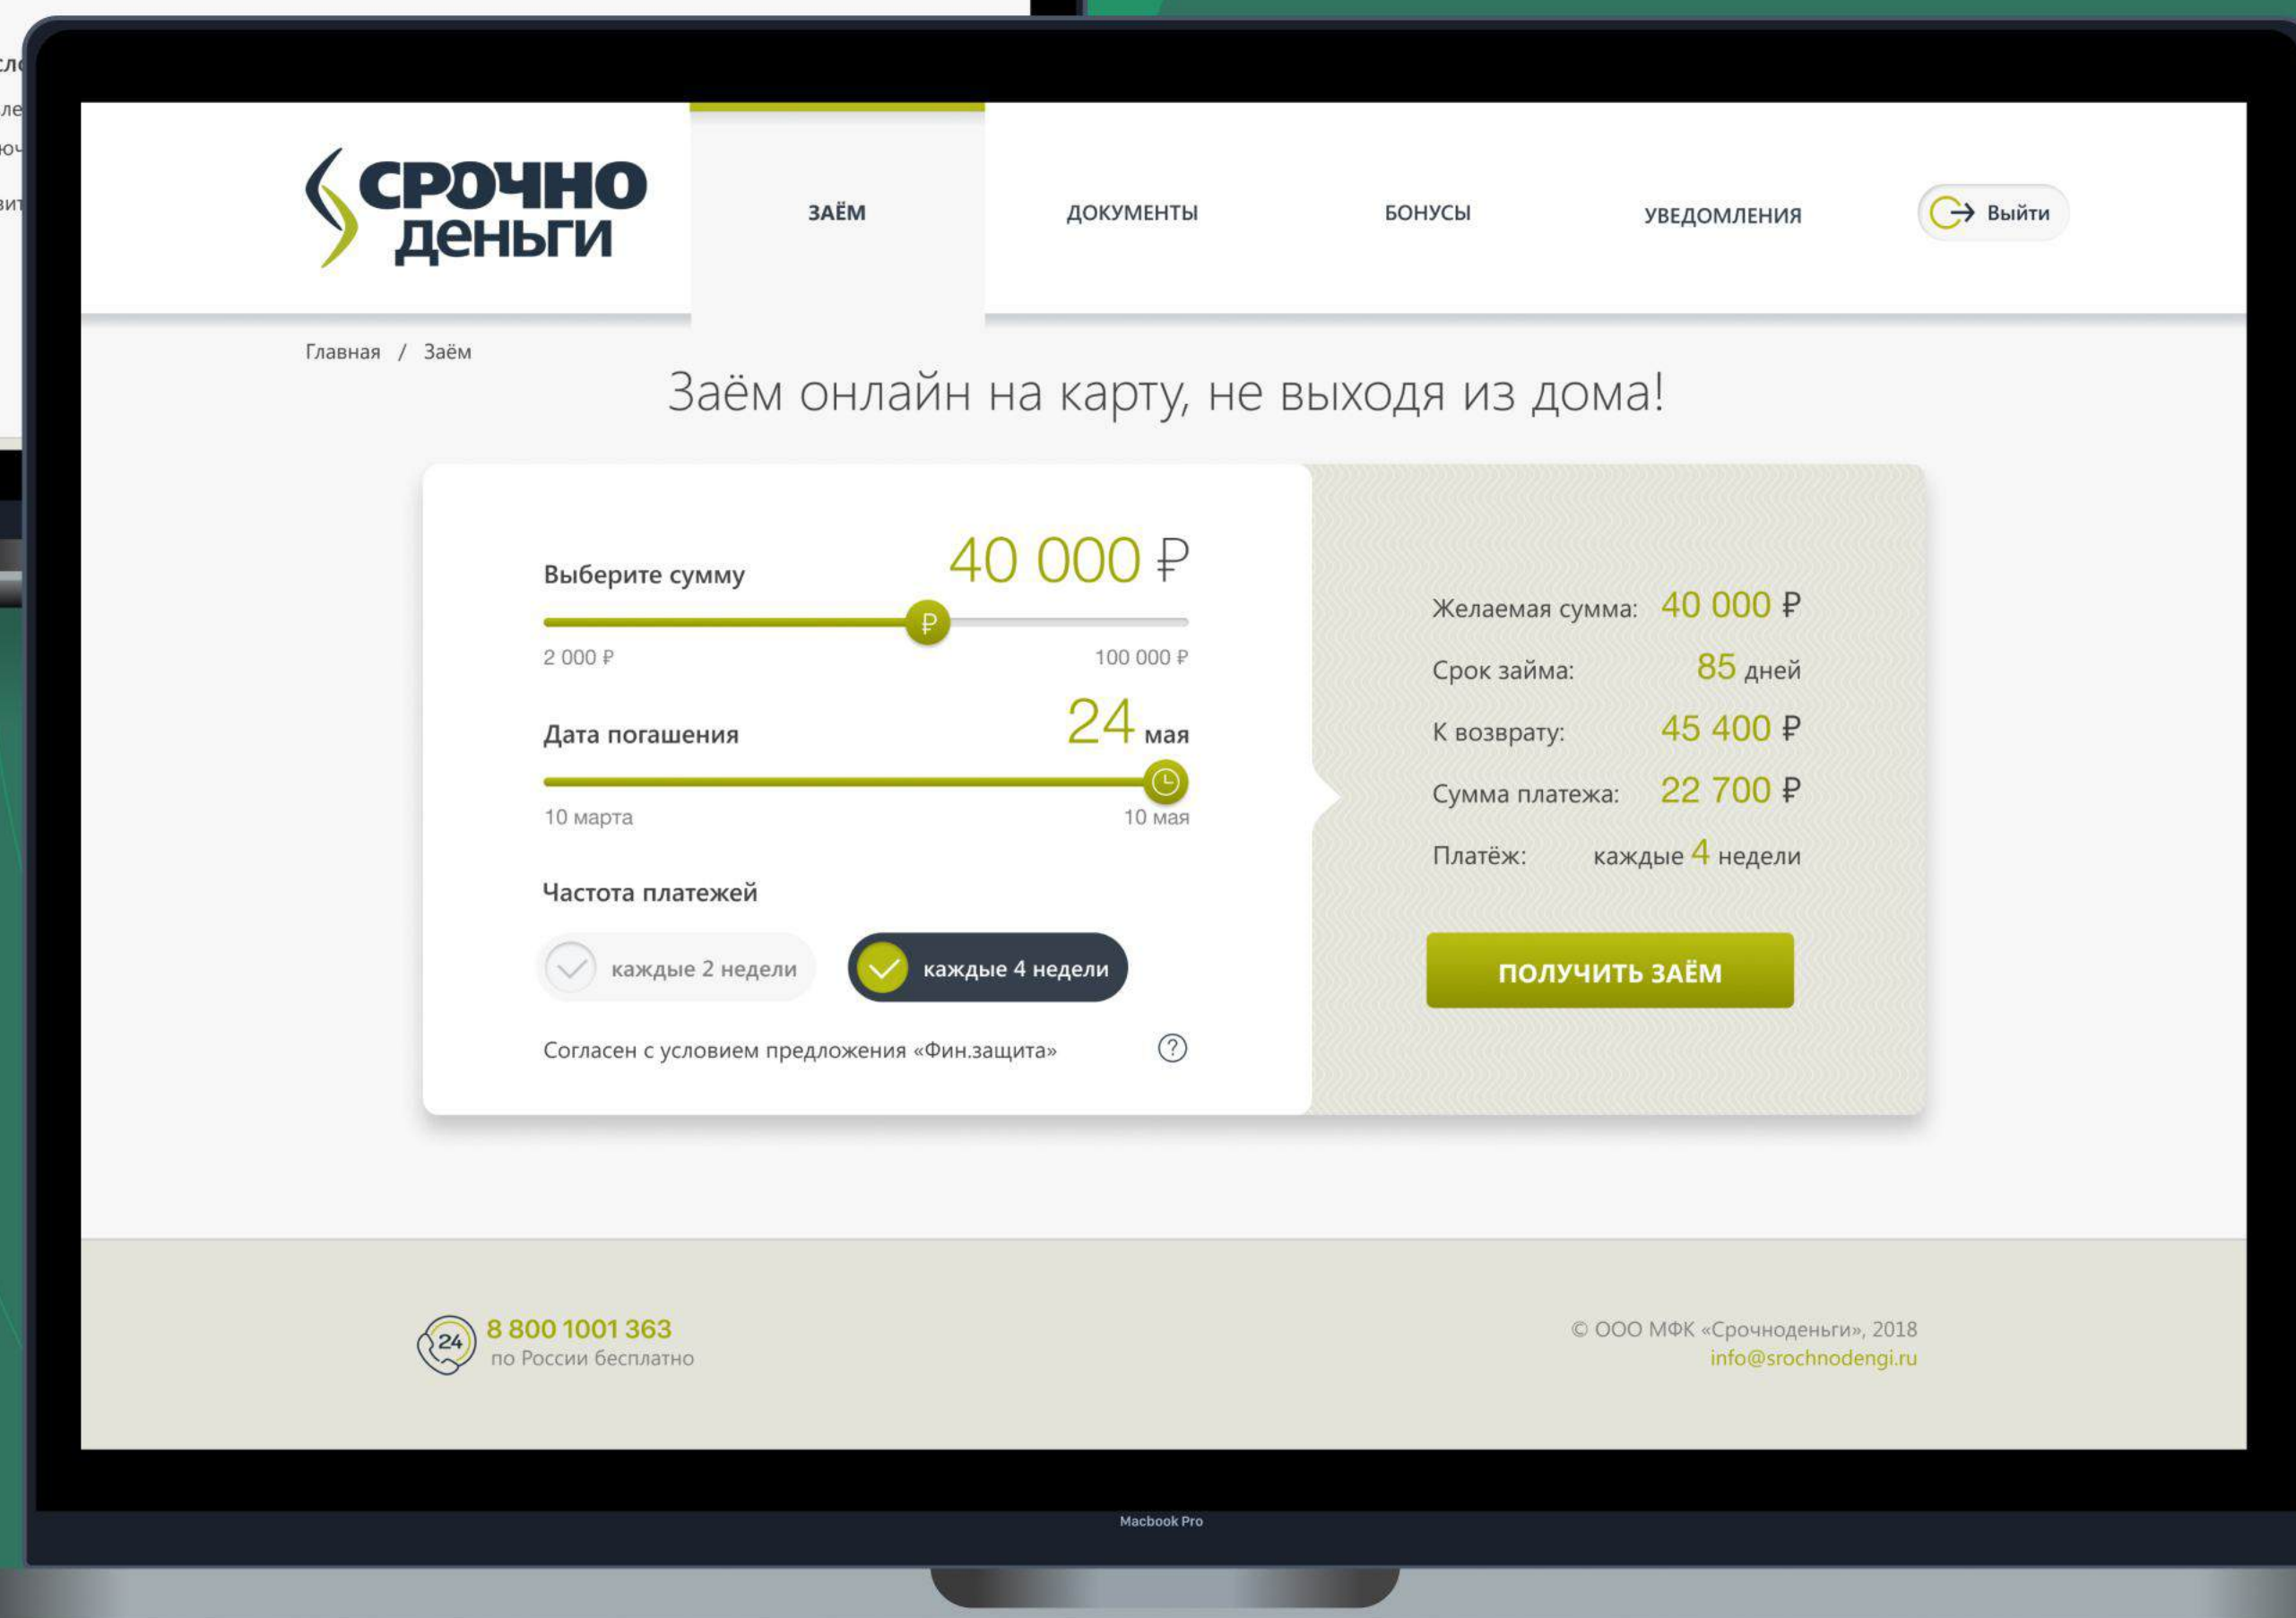 СРОЧНО
деньги
ЗАЁМ
ДОКУМЕНТЫ
БОНУСЫ
УВЕДОМЛЕНИЯ
Выйти
Главная / Заём
Заём онлайн на карту, не выходя из дома!
Выберите сумму
40 000 ₽
₽
2 000 ₽
100 000 ₽
Дата погашения
24 мая
10 марта
10 мая
Частота платежей
каждые 2 недели
каждые 4 недели
Согласен с условием предложения «Фин.защита»
?
Желаемая сумма: 40 000 ₽
Срок займа: 85 дней
К возврату: 45 400 ₽
Сумма платежа: 22 700 ₽
Платёж: каждые 4 недели
ПОЛУЧИТЬ ЗАЁМ
24
8 800 1001 363
по России бесплатно
© ООО МФК «Срочноденьги», 2018
info@srochnodengi.ru
Macbook Pro